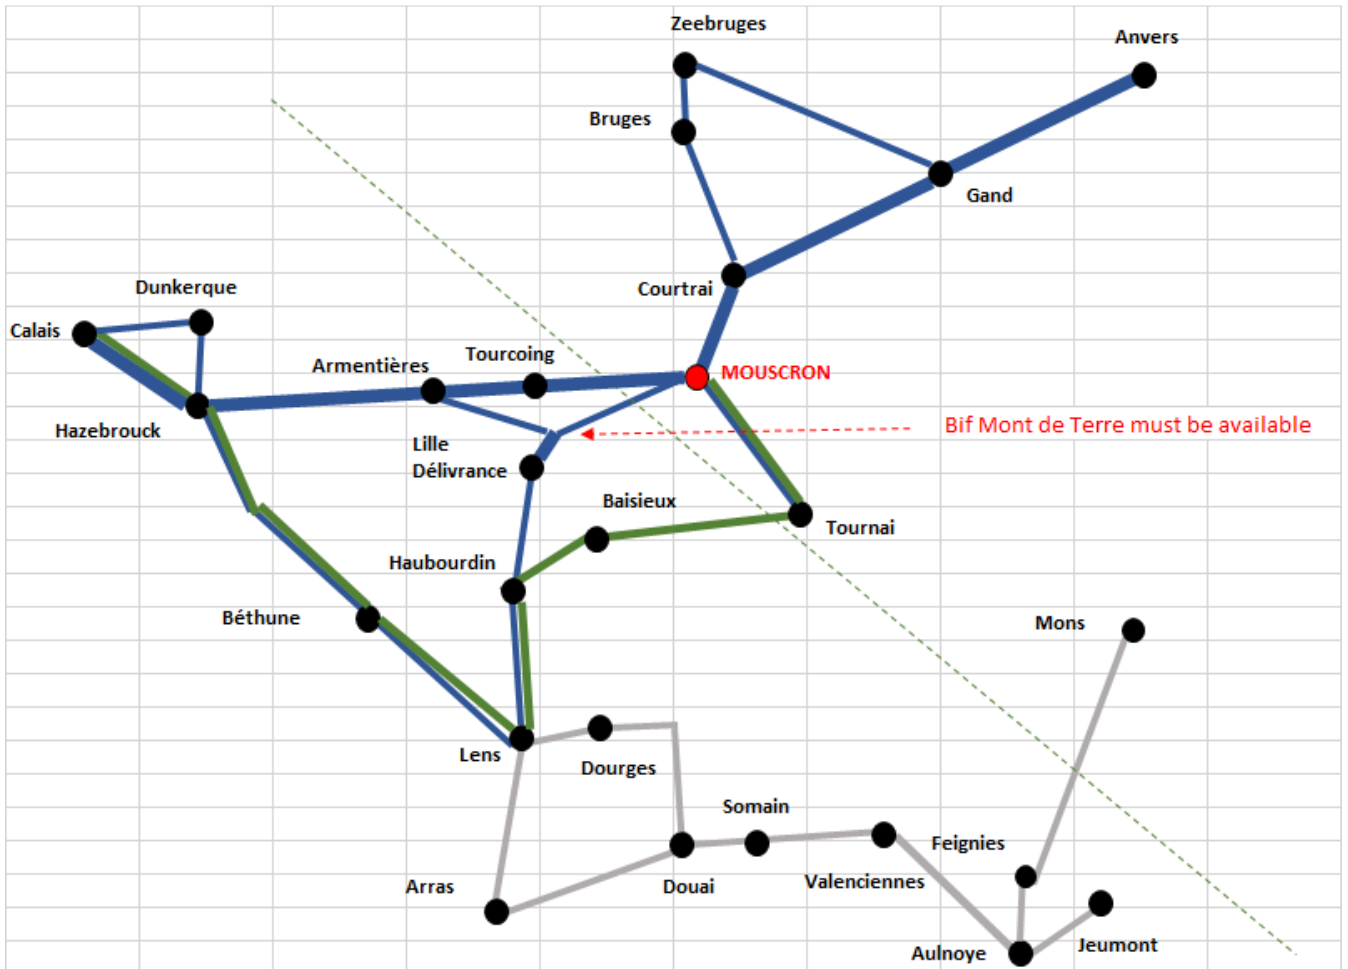 Zeebruges
Anvers
Bruges
Gand
Courtrai
Dunkerque
Calais
Tourcoing
Armentières
MOUSCRON
Hazebrouck
Bif Mont de Terre must be available
Lille
Délivrance
Baisieux
Tournai
Haubourdin
Béthune
Mons
Lens
Dourges
Somain
Feignies
Arras
Douai
Valenciennes
Aulnoye
Jeumont